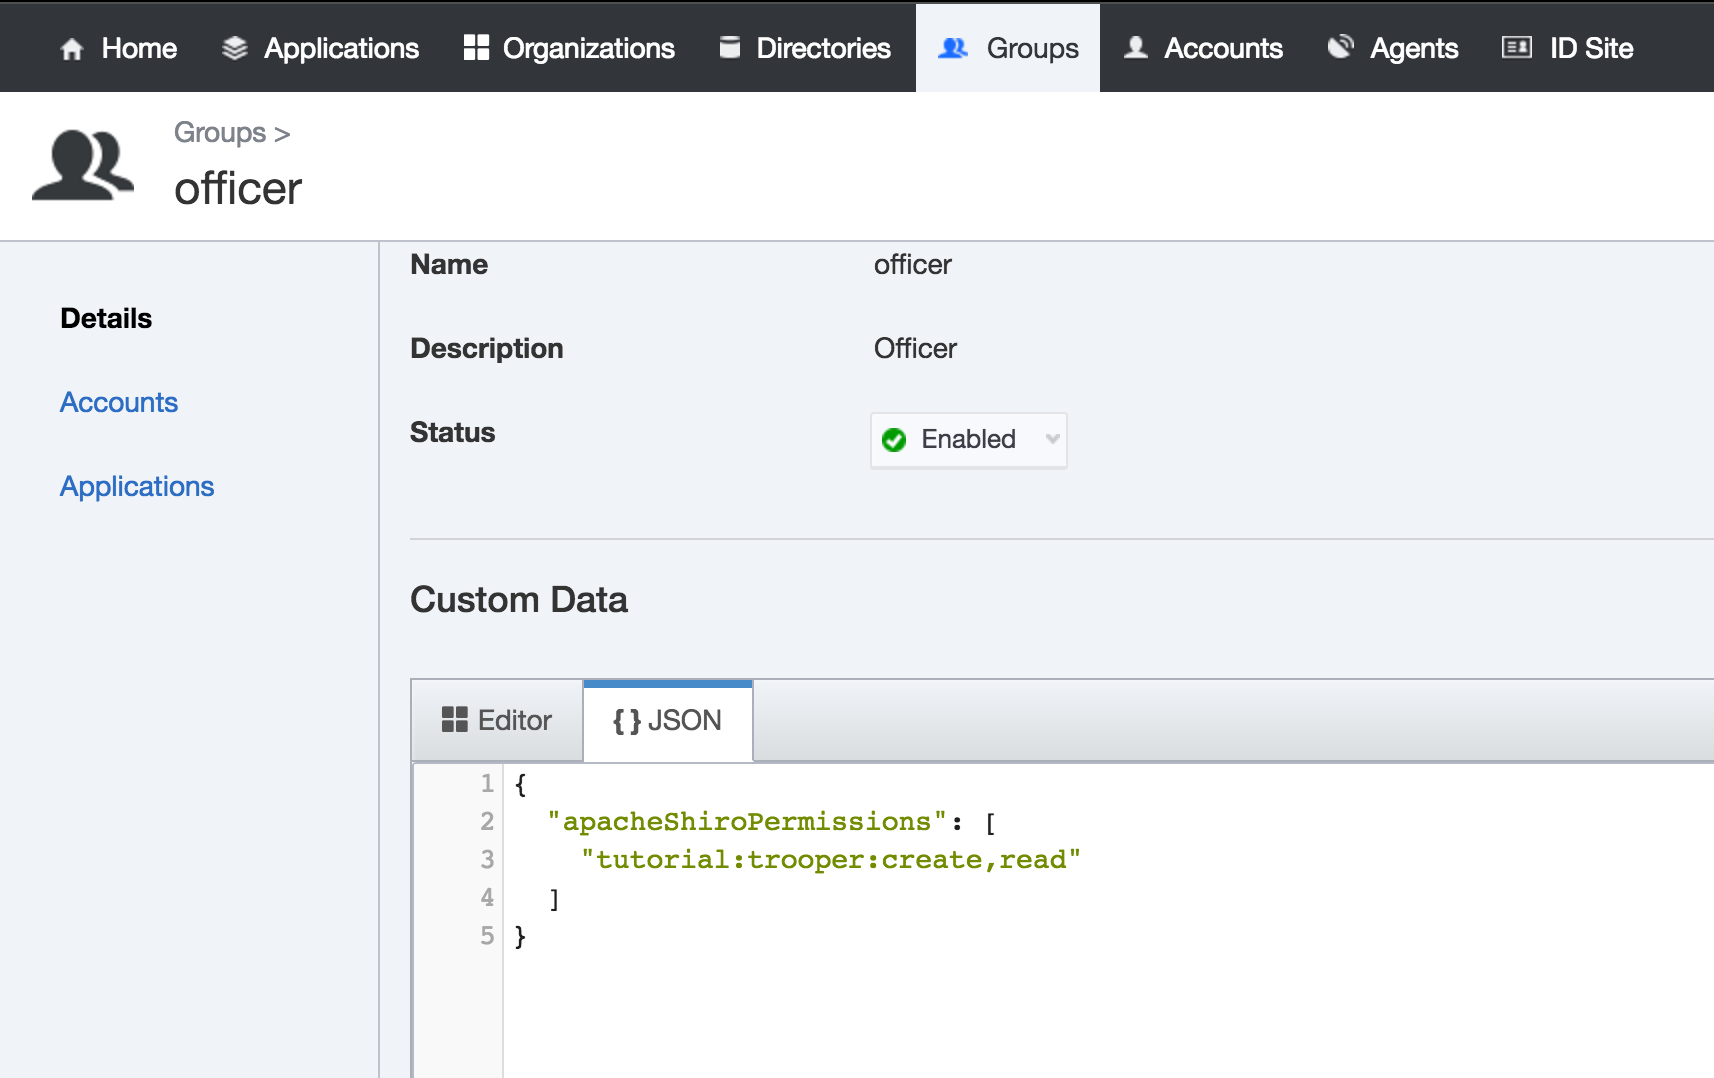 Home Applications Organizations Directories Groups Accounts Agents ID Site
Groups >
officer
Details
Accounts
Applications
Name officer
Description Officer
Status Enabled
Custom Data
Editor {} JSON
1 {
2 "apacheShiroPermissions": [
3 "tutorial:trooper:create,read"
4 ]
5 }